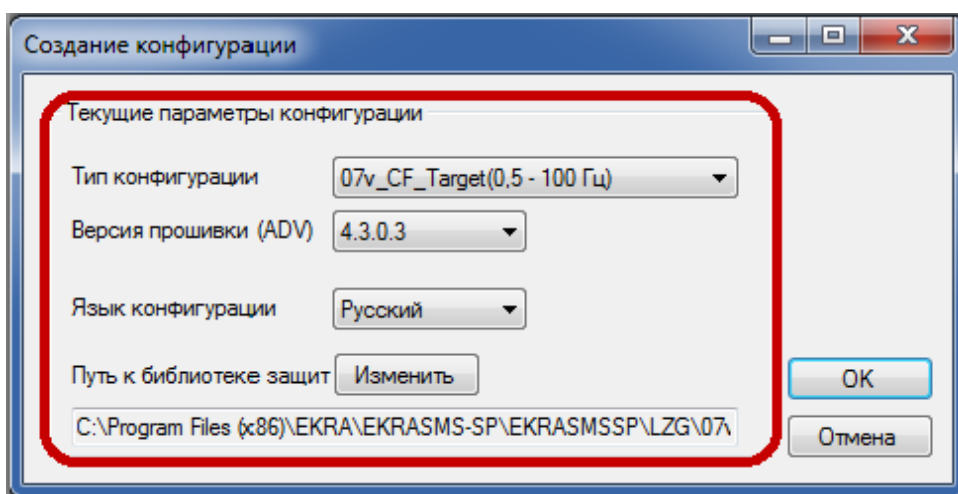 Создание конфигурации
Текущие параметры конфигурации
Тип конфигурации 07v_CF_Target(0,5 - 100 Гц)
Версия прошивки (ADV) 4.3.0.3
Язык конфигурации Русский
Путь к библиотеке защит Изменить
OK
C:\Program Files (x86)\EKRA\EKRASMS-SP\EKRASMSSP\LZG\07v
Отмена